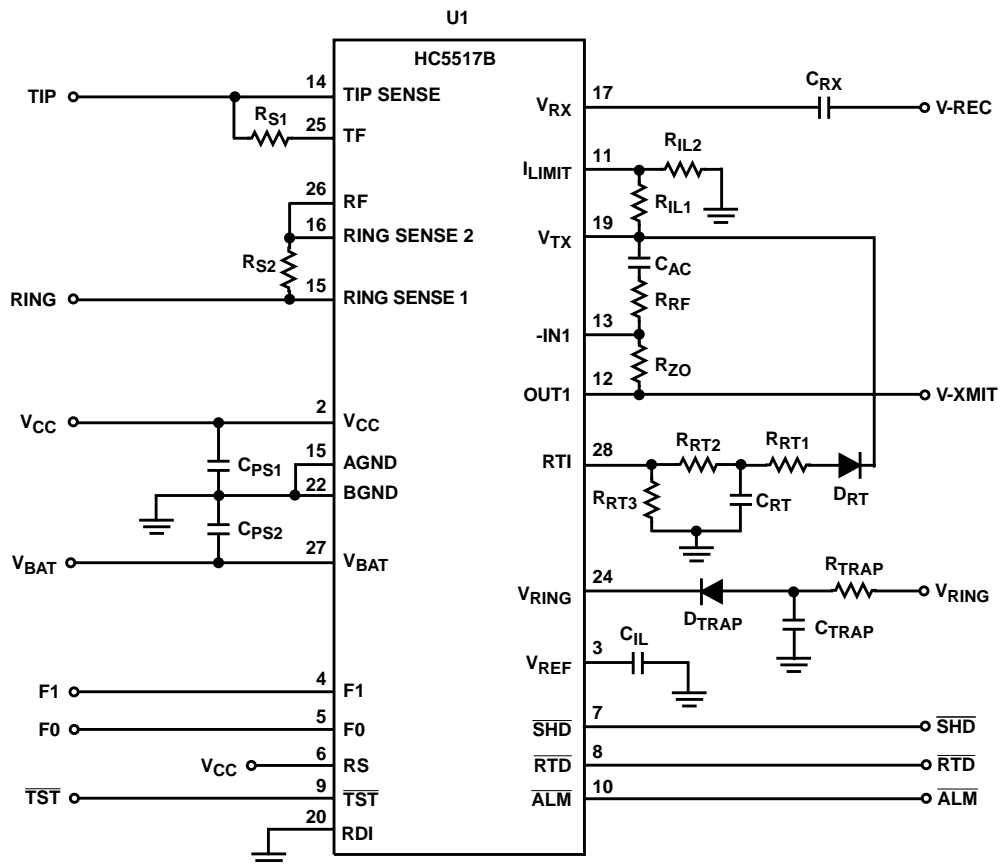 U1
HC5517B
TIP
14
TIP SENSE
RS1
25
TF
26
RF
16
RING SENSE 2
RS2
RING
15
RING SENSE 1
VCC
2
VCC
15
AGND
CPS1
22
BGND
CPS2
VBAT
27
VBAT
F1
4
F1
F0
5
F0
VCC
6
RS
TST
9
TST
20
RDI
VRX
17
CRX
V-REC
ILIMIT
11
RIL2
RIL1
VTX
19
CAC
RRF
-IN1
13
RZO
OUT1
12
V-XMIT
RTI
28
RRT2
RRT1
RRT3
CRT
DRT
VRING
24
DTRAP
RTRAP
VRING
CTRAP
VREF
3
CIL
SHD
7
SHD
RTD
8
RTD
ALM
10
ALM